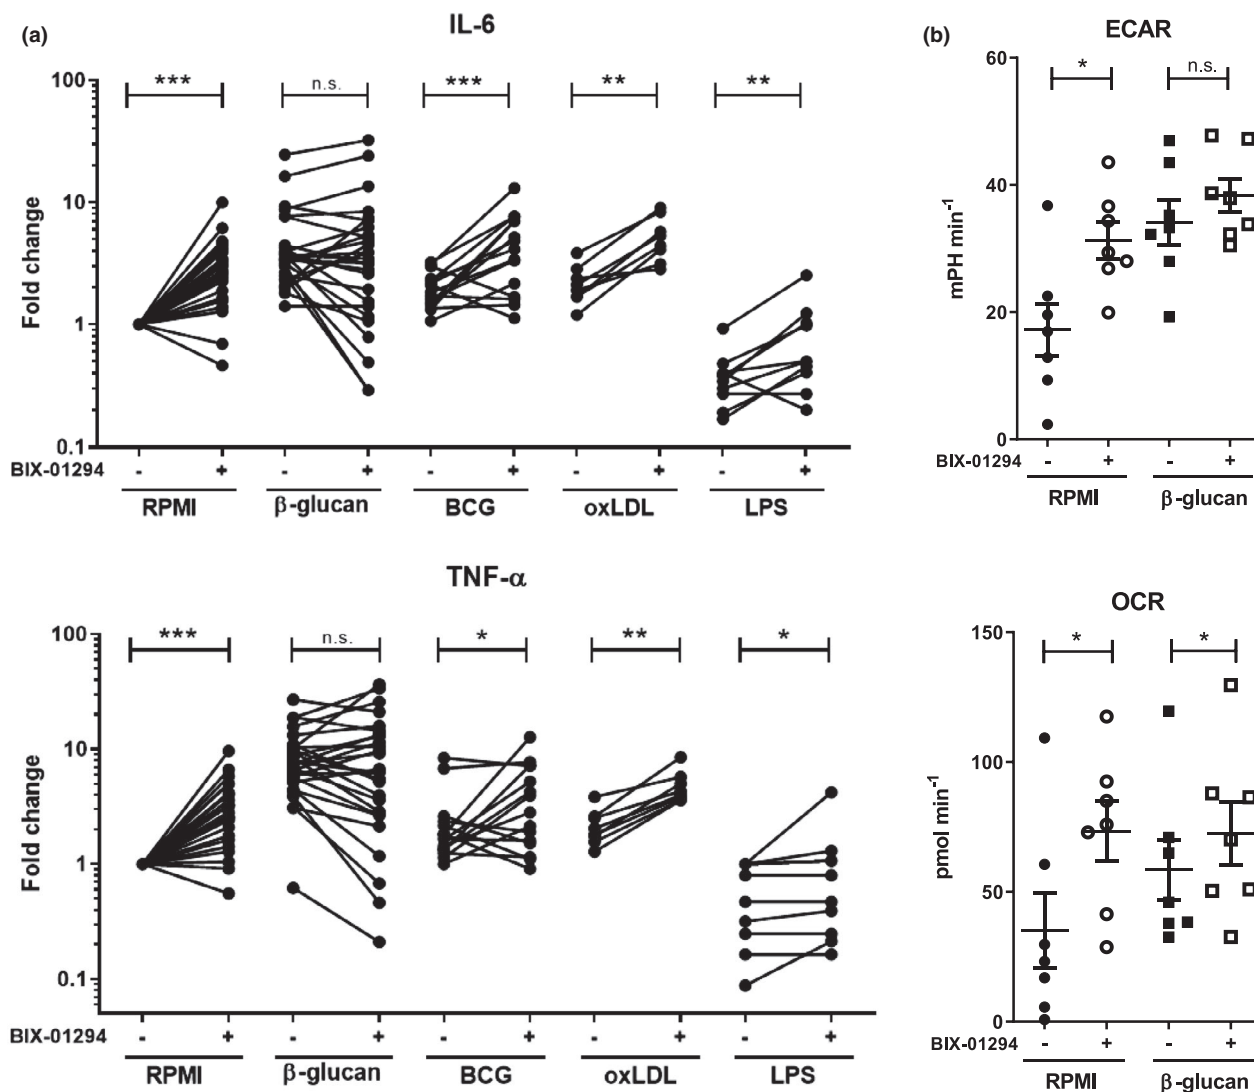 (a)
IL-6
*** n.s. *** ** **
100
10
1
0.1
Fold change
BIX-01294 - + - + - + - + - +
RPMI β-glucan BCG oxLDL LPS
TNF-α
*** n.s. * ** *
100
10
1
0.1
Fold change
BIX-01294 - + - + - + - + - +
RPMI β-glucan BCG oxLDL LPS
(b)
ECAR
* n.s.
60
40
20
0
mPH min⁻¹
BIX-01294 - + - +
RPMI β-glucan
OCR
* *
150
100
50
0
pmol min⁻¹
BIX-01294 - + - +
RPMI β-glucan